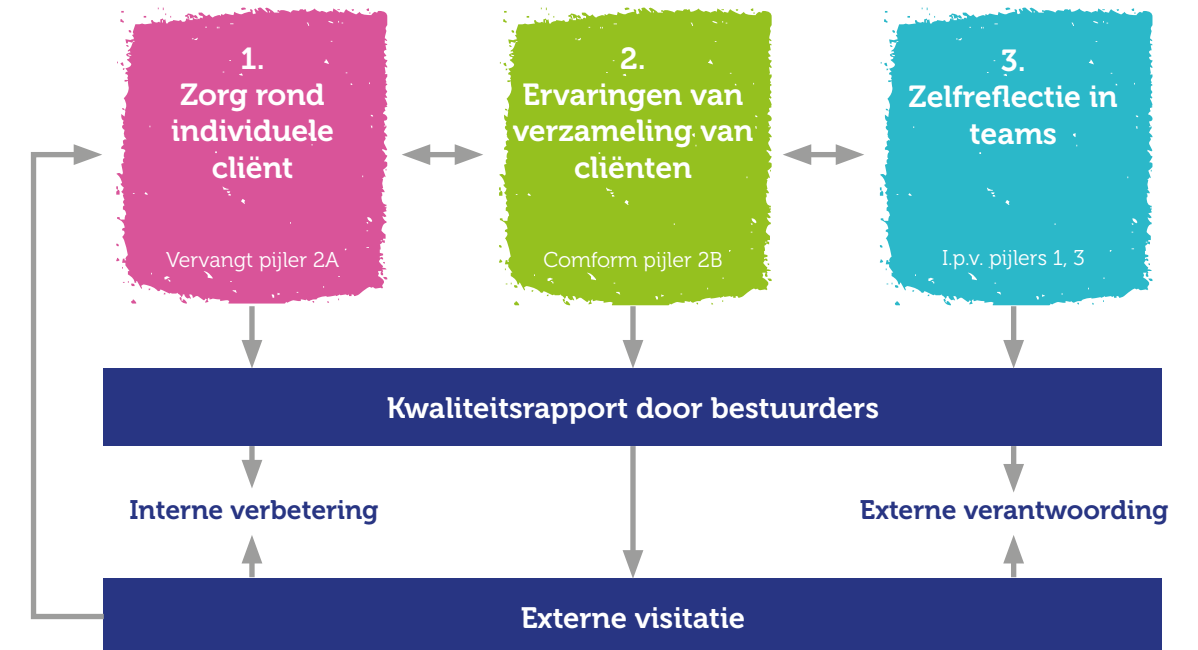 1.
Zorg rond
individuele
cliënt
Vervangt pijler 2A
2.
Ervaringen van
verzameling van
cliënten
Comform pijler 2B
3.
Zelfreflectie in
teams
I.p.v. pijlers 1, 3
Kwaliteitsrapport door bestuurders
Interne verbetering
Externe verantwoording
Externe visitatie